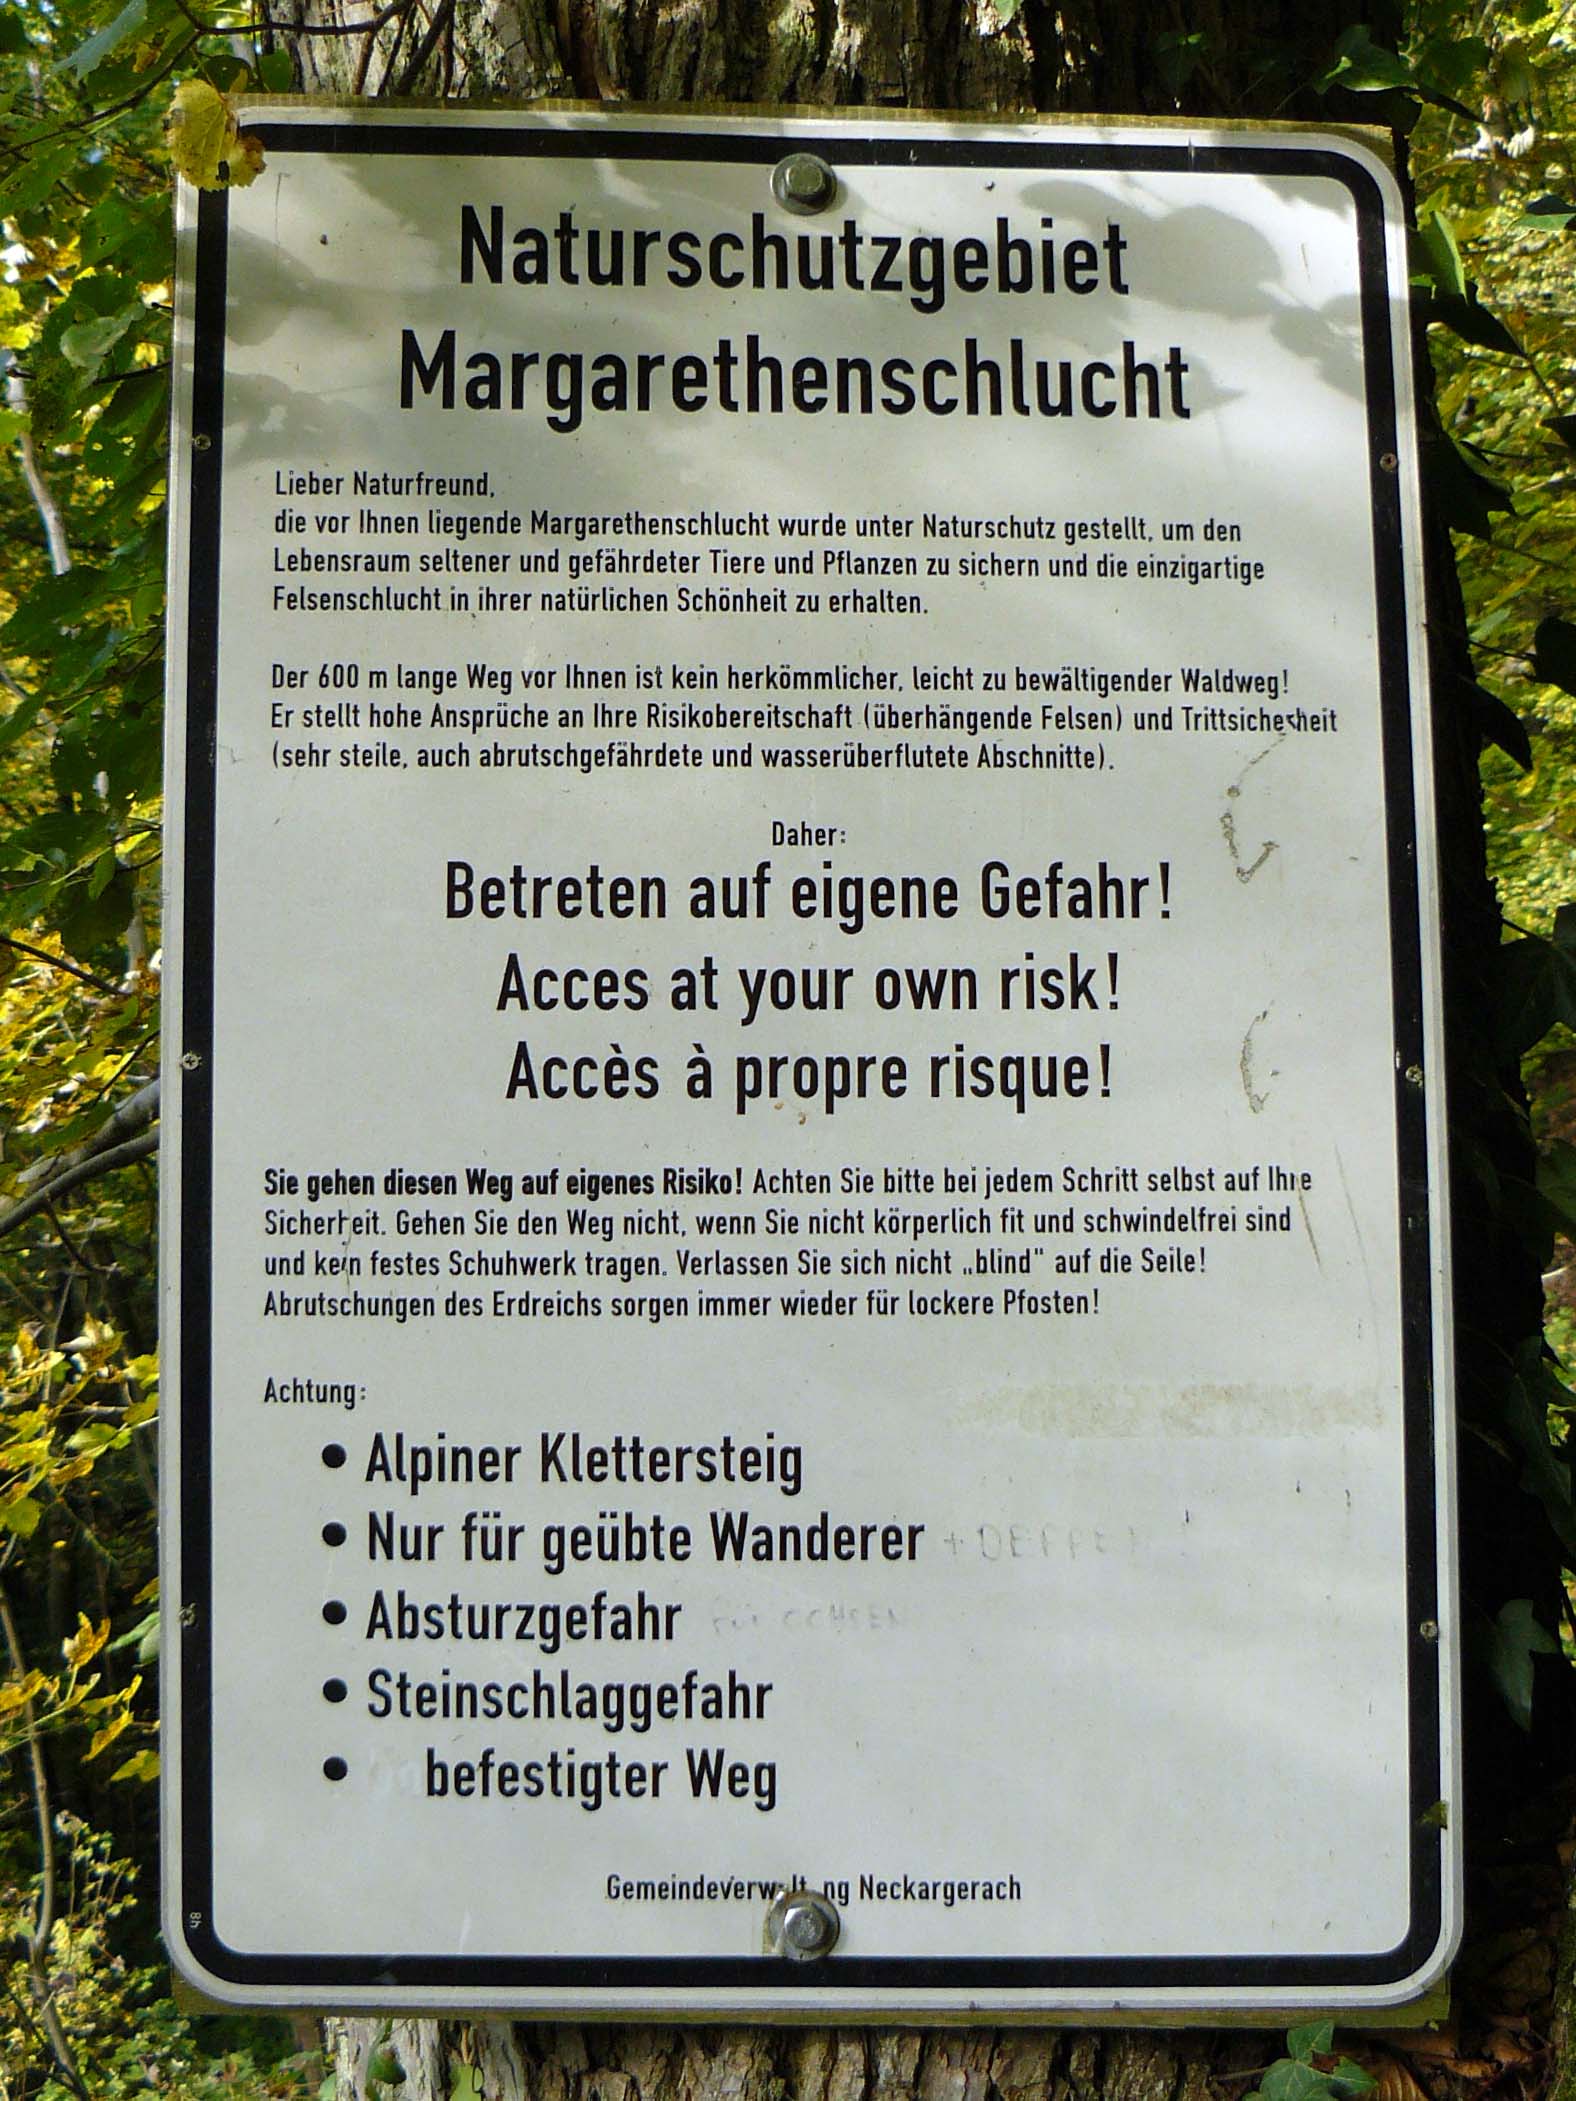 Naturschutzgebiet
Margarethenschlucht
Lieber Naturfreund,
die vor Ihnen liegende Margarethenschlucht wurde unter Naturschutz gestellt, um den
Lebensraum seltener und gefährdeter Tiere und Pflanzen zu sichern und die einzigartige
Felsenschlucht in ihrer natürlichen Schönheit zu erhalten.
Der 600 m lange Weg vor Ihnen ist kein herkömmlicher, leicht zu bewältigender Waldweg!
Er stellt hohe Ansprüche an Ihre Risikobereitschaft (überhängende Felsen) und Trittsicherheit
(sehr steile, auch abrutschgefährdete und wasserüberflutete Abschnitte).
Daher:
Betreten auf eigene Gefahr!
Acces at your own risk!
Accès à propre risque!
Sie gehen diesen Weg auf eigenes Risiko! Achten Sie bitte bei jedem Schritt selbst auf Ihre
Sicherheit. Gehen Sie den Weg nicht, wenn Sie nicht körperlich fit und schwindelfrei sind
und kein festes Schuhwerk tragen. Verlassen Sie sich nicht „blind" auf die Seile!
Abrutschungen des Erdreichs sorgen immer wieder für lockere Pfosten!
Achtung:
• Alpiner Klettersteig
• Nur für geübte Wanderer
• Absturzgefahr für OCHSEN
• Steinschlaggefahr
• befestigter Weg
Gemeindeverwaltung Neckargerach